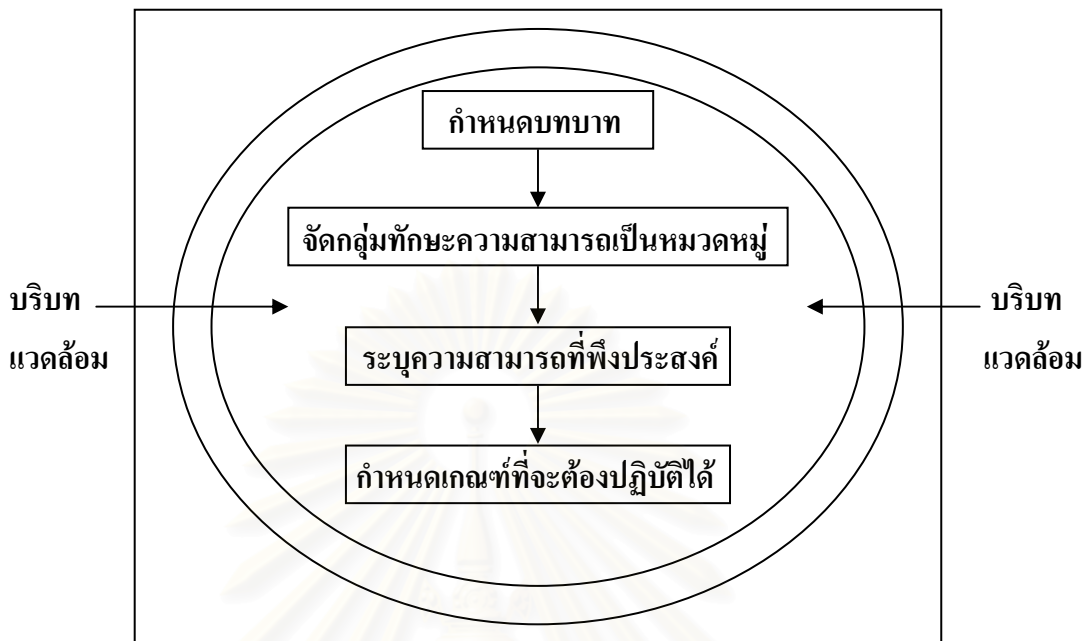 กำหนดบทบาท
จัดกลุ่มทักษะความสามารถเป็นหมวดหมู่
บริบท
แวดล้อม
บริบท
แวดล้อม
ระบุความสามารถที่พึงประสงค์
กำหนดเกณฑ์ที่จะต้องปฏิบัติได้